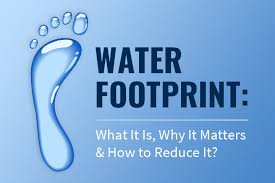 WATER
FOOTPRINT:
What It Is, Why It Matters
& How to Reduce It?